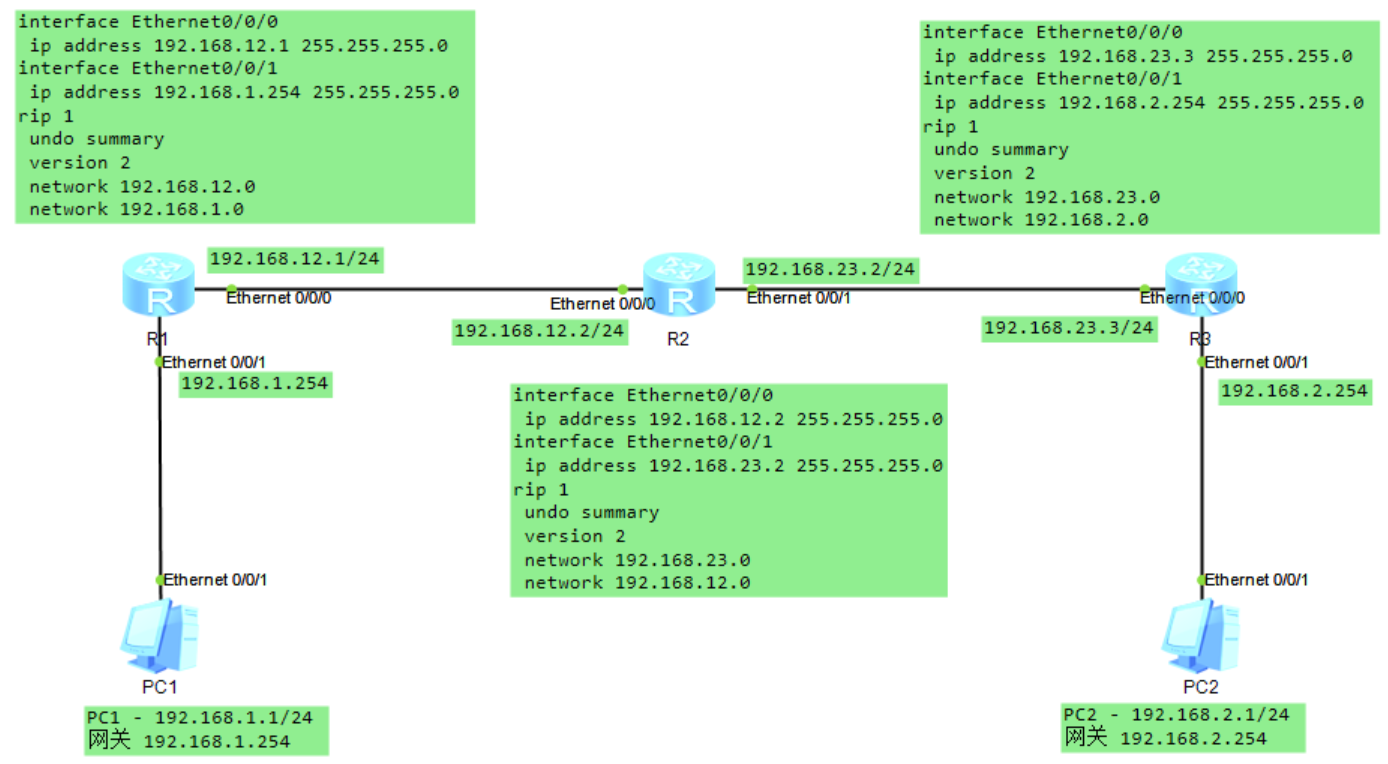 interface Ethernet0/0/0
ip address 192.168.12.1 255.255.255.0
interface Ethernet0/0/1
ip address 192.168.1.254 255.255.255.0
rip 1
undo summary
version 2
network 192.168.12.0
network 192.168.1.0
interface Ethernet0/0/0
ip address 192.168.23.3 255.255.255.0
interface Ethernet0/0/1
ip address 192.168.2.254 255.255.255.0
rip 1
undo summary
version 2
network 192.168.23.0
network 192.168.2.0
192.168.12.1/24
192.168.23.2/24
R
R
R
Ethernet 0/0/0
Ethernet 0/0/0
Ethernet 0/0/1
Ethernet 0/0/0
192.168.12.2/24
192.168.23.3/24
R1
R2
R3
Ethernet 0/0/1
192.168.1.254
Ethernet 0/0/1
192.168.2.254
interface Ethernet0/0/0
ip address 192.168.12.2 255.255.255.0
interface Ethernet0/0/1
ip address 192.168.23.2 255.255.255.0
rip 1
undo summary
version 2
network 192.168.23.0
network 192.168.12.0
Ethernet 0/0/1
Ethernet 0/0/1
PC1
PC2
PC1 - 192.168.1.1/24
网关 192.168.1.254
PC2 - 192.168.2.1/24
网关 192.168.2.254